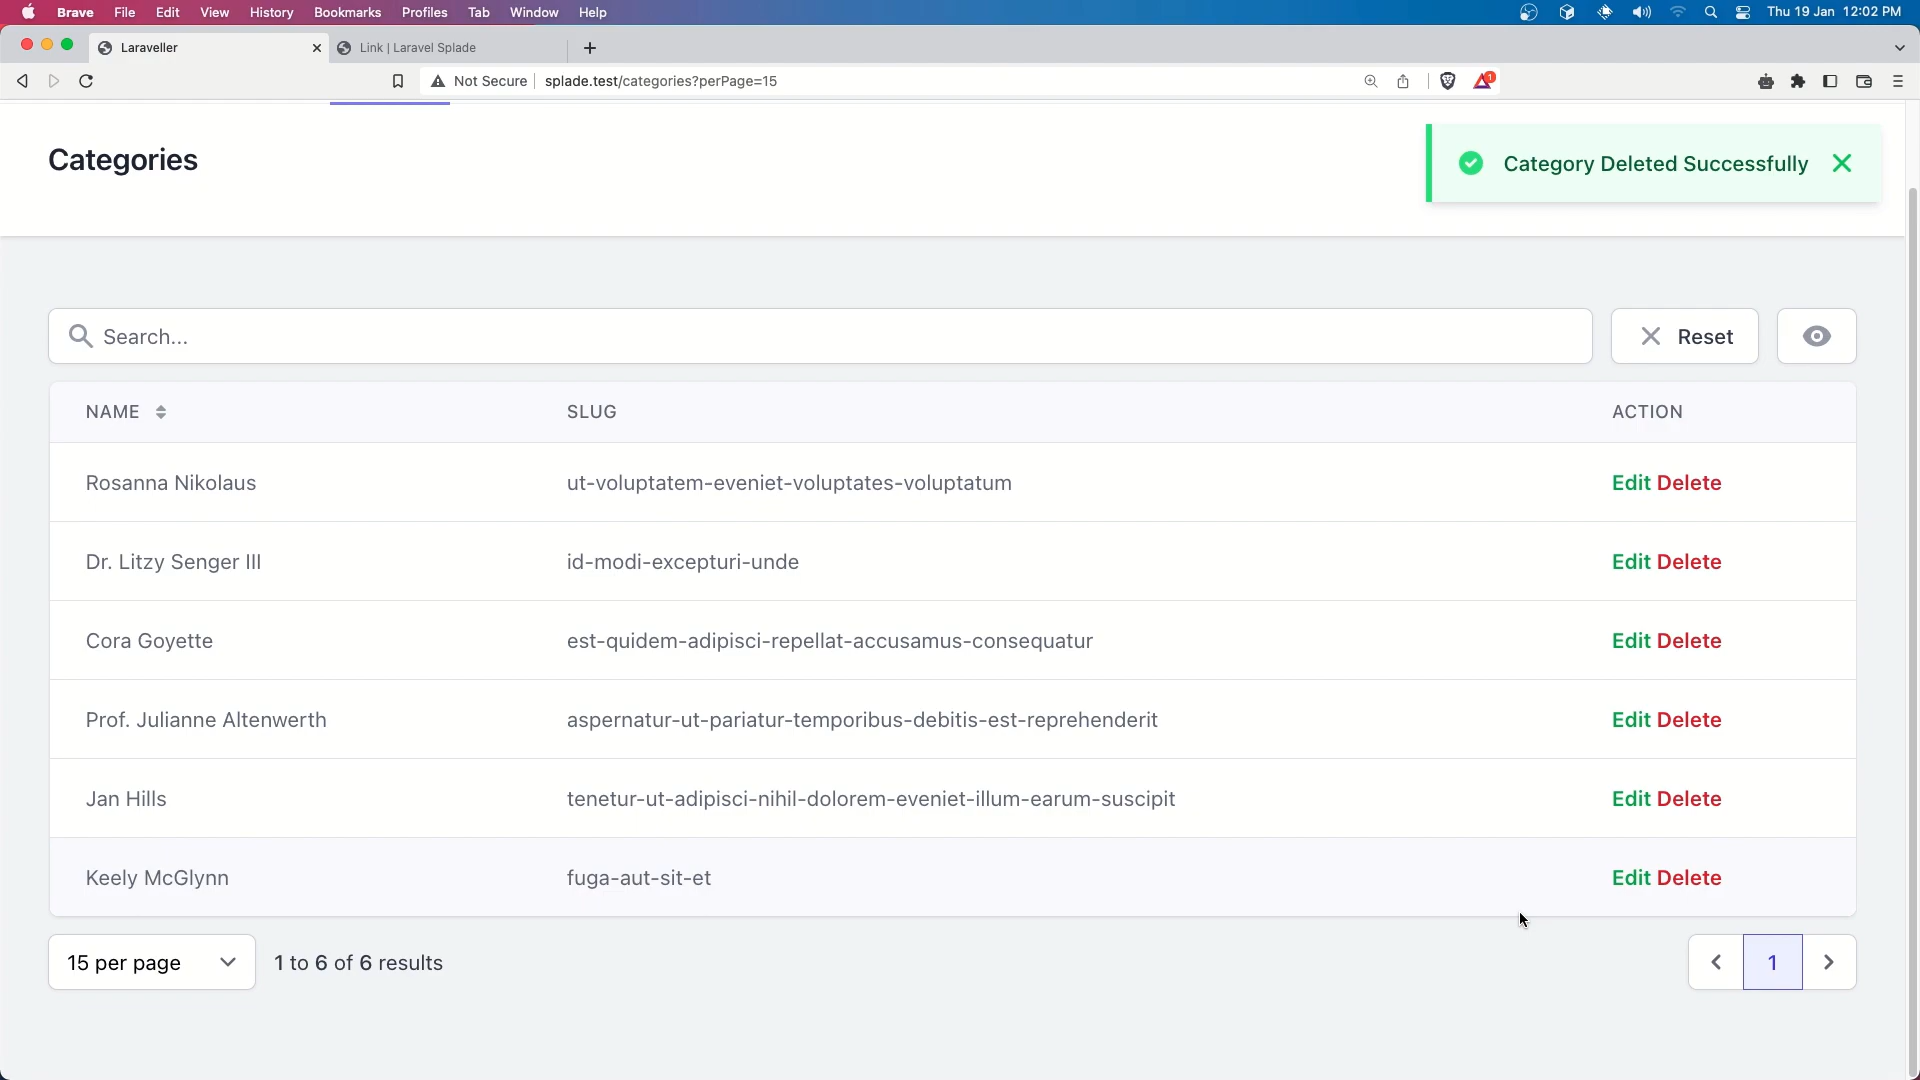 Brave File Edit View History Bookmarks Profiles Tab Window Help Thu 19 Jan 12:02 PM
Laraveller Link | Laravel Splade
Not Secure splade.test/categories?perPage=15 1
Categories
Category Deleted Successfully
Search... Reset
NAME SLUG ACTION
Rosanna Nikolaus ut-voluptatem-eveniet-voluptates-voluptatum Edit Delete
Dr. Litzy Senger III id-modi-excepturi-unde Edit Delete
Cora Goyette est-quidem-adipisci-repellat-accusamus-consequatur Edit Delete
Prof. Julianne Altenwerth aspernatur-ut-pariatur-temporibus-debitis-est-reprehenderit Edit Delete
Jan Hills tenetur-ut-adipisci-nihil-dolorem-eveniet-illum-earum-suscipit Edit Delete
Keely McGlynn fuga-aut-sit-et Edit Delete
15 per page 1 to 6 of 6 results 1